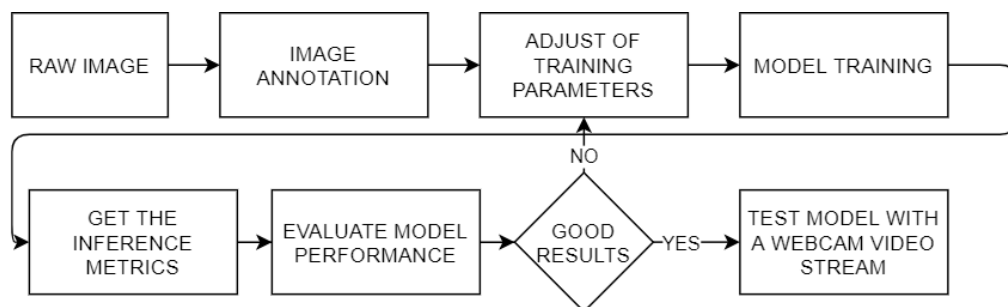 RAW IMAGE
IMAGE
ANNOTATION
ADJUST OF
TRAINING
PARAMETERS
MODEL TRAINING
NO
GET THE
INFERENCE
METRICS
EVALUATE MODEL
PERFORMANCE
GOOD
RESULTS
YES
TEST MODEL WITH
A WEBCAM VIDEO
STREAM